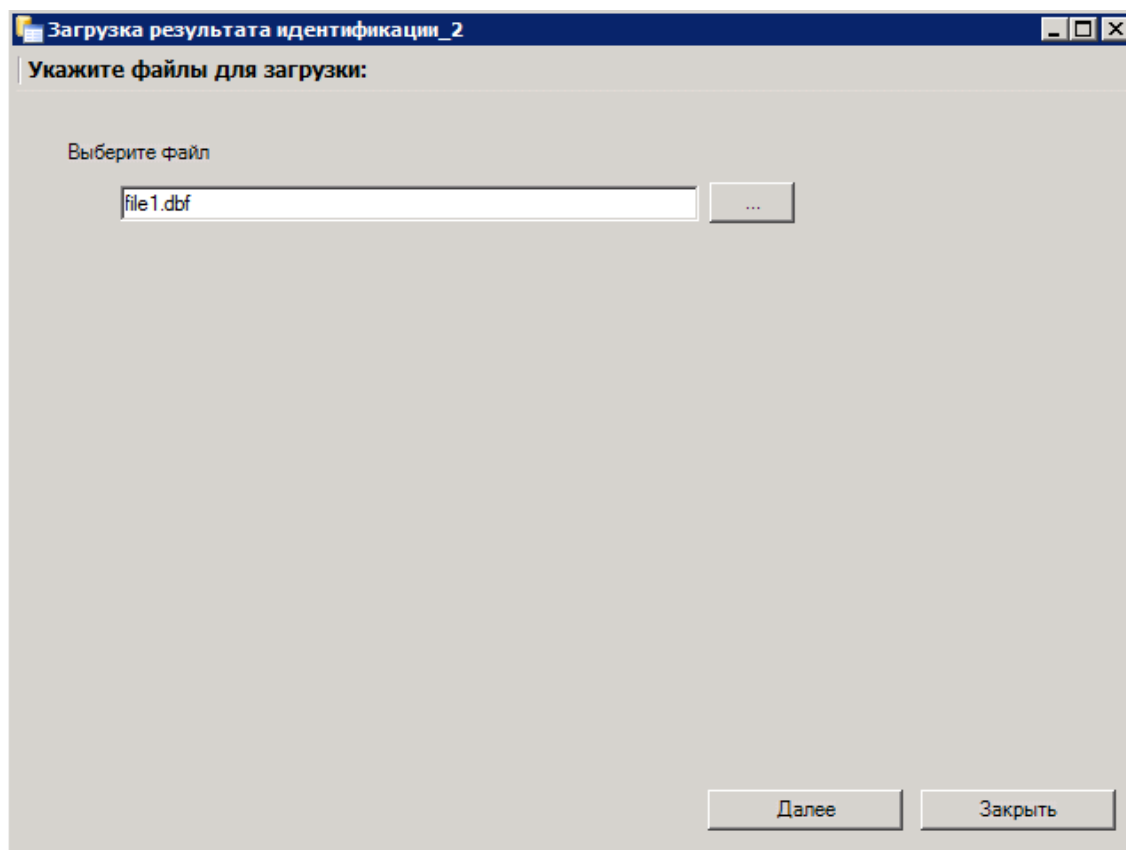 Загрузка результата идентификации_2
Укажите файлы для загрузки:
Выберите файл
file1.dbf
...
Далее
Закрыть